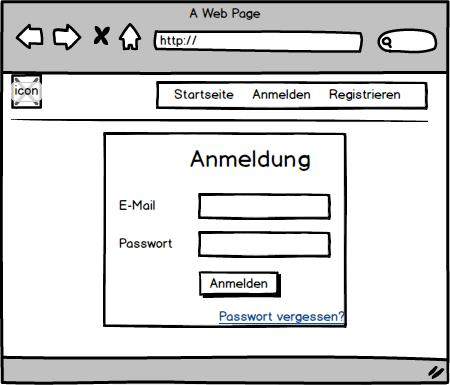 A Web Page
http://
icon
Startseite Anmelden Registrieren
Anmeldung
E-Mail
Passwort
Anmelden
Passwort vergessen?